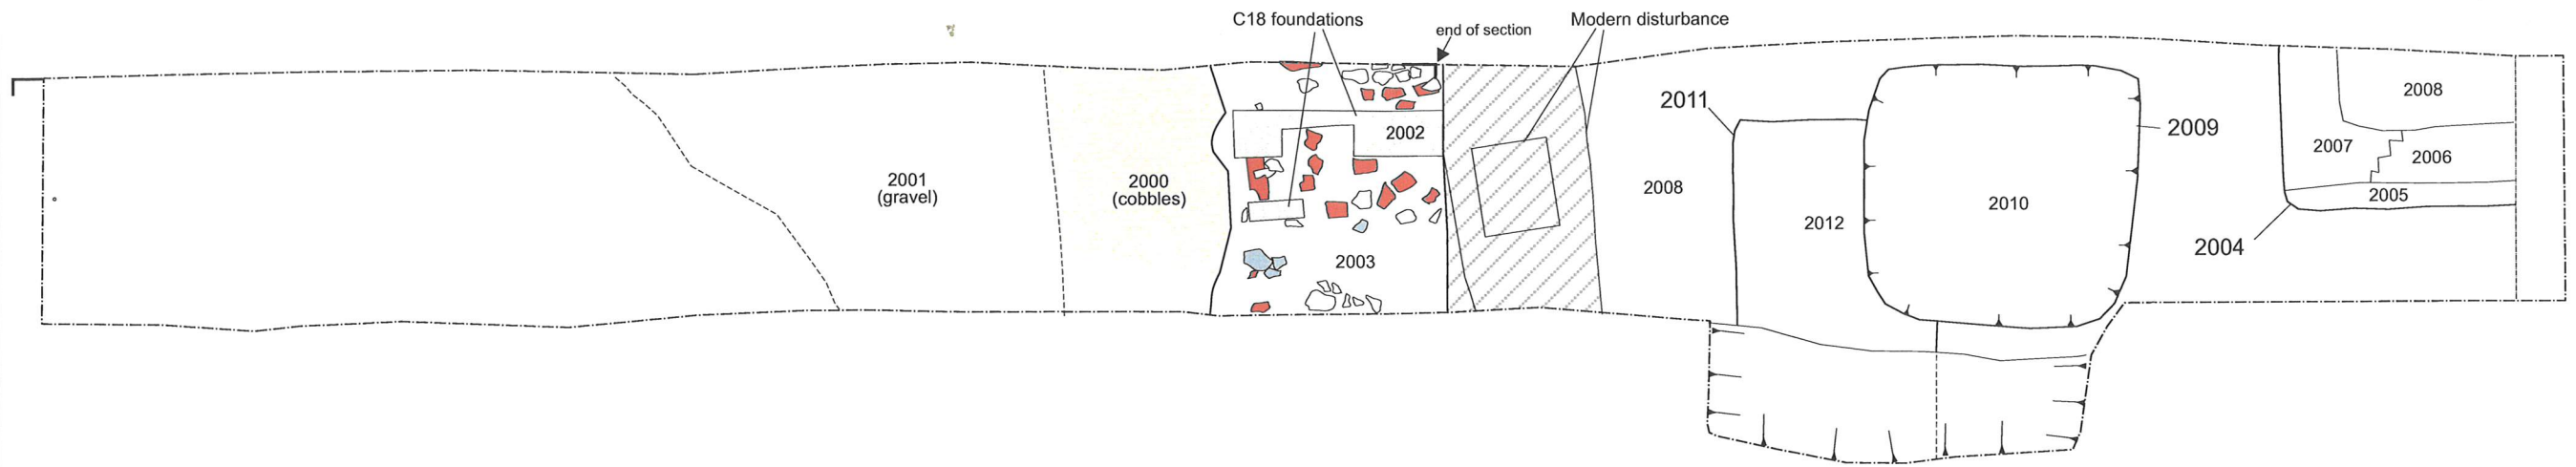 C18 foundations
end of section
Modern disturbance
2001
(gravel)
2000
(cobbles)
2002
2003
2008
2011
2012
2010
2009
2004
2007
2008
2006
2005